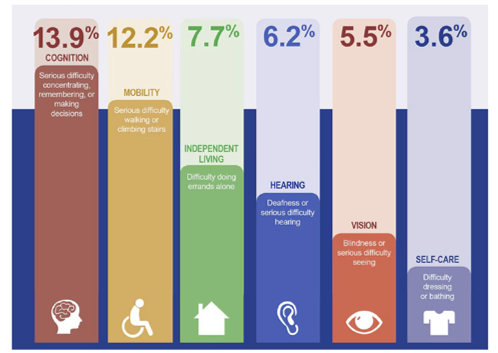 13.9%
COGNITION
Serious difficulty
concentrating,
remembering, or
making
decisions
12.2%
MOBILITY
Serious difficulty
walking or
climbing stairs
7.7%
INDEPENDENT
LIVING
Difficulty doing
errands alone
6.2%
HEARING
Deafness or
serious difficulty
hearing
5.5%
VISION
Blindness or
serious difficulty
seeing
3.6%
SELF-CARE
Difficulty
dressing
or bathing